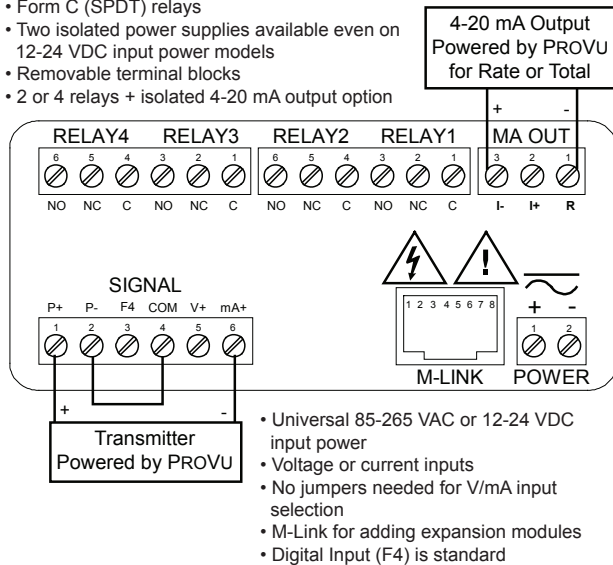 • Form C (SPDT) relays
• Two isolated power supplies available even on
12-24 VDC input power models
• Removable terminal blocks
• 2 or 4 relays + isolated 4-20 mA output option
4-20 mA Output
Powered by PROVU
for Rate or Total
+ -
RELAY4 RELAY3 RELAY2 RELAY1 MA OUT
6 5 4 3 2 1 6 5 4 3 2 1 3 2 1
NO NC C NO NC C NO NC C NO NC C I- I+ R
SIGNAL
P+ P- F4 COM V+ mA+
1 2 3 4 5 6
!
1 2 3 4 5 6 7 8
+ -
1 2
M-LINK POWER
+ -
Transmitter
Powered by PROVU
• Universal 85-265 VAC or 12-24 VDC
input power
• Voltage or current inputs
• No jumpers needed for V/mA input
selection
• M-Link for adding expansion modules
• Digital Input (F4) is standard